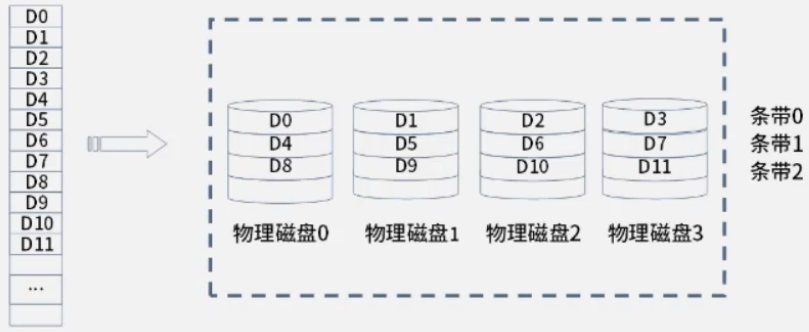 D0
D1
D2
D3
D4
D5
D6
D7
D8
D9
D10
D11
...
D0 D1 D2 D3 条带0
D4 D5 D6 D7 条带1
D8 D9 D10 D11 条带2
物理磁盘0 物理磁盘1 物理磁盘2 物理磁盘3